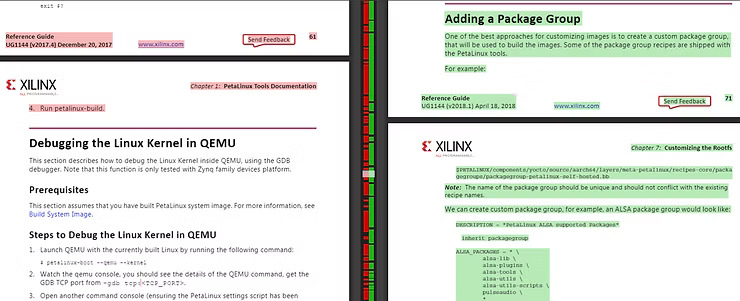 exit $?
Reference Guide
UG1144 (v2017.4) December 20, 2017
www.xilinx.com
Send Feedback
61
XILINX
ALL PROGRAMMABLE
Chapter 1: PetaLinux Tools Documentation
4. Run petalinux-build.
Debugging the Linux Kernel in QEMU
This section describes how to debug the Linux Kernel inside QEMU, using the GDB
debugger. Note that this function is only tested with Zynq family devices platform.
Prerequisites
This section assumes that you have built PetaLinux system image. For more information, see
Build System Image.
Steps to Debug the Linux Kernel in QEMU
1. Launch QEMU with the currently built Linux by running the following command:
$ petalinux-boot --qemu --kernel
2. Watch the qemu console, you should see the details of the QEMU command, get the
GDB TCP port from -gdb tcp:<TCP_PORT>.
3. Open another command console (ensuring the PetaLinux settings script has been
Adding a Package Group
One of the best approaches for customizing images is to create a custom package group,
that will be used to build the images. Some of the package group recipes are shipped with
the PetaLinux tools.
For example:
Reference Guide
UG1144 (v2018.1) April 18, 2018
www.xilinx.com
Send Feedback
71
XILINX
ALL PROGRAMMABLE
Chapter 7: Customizing the Rootfs
$PETALINUX/components/yocto/source/aarch64/layers/meta-petalinux/recipes-core/packa
gegroups/packagegroup-petalinux-self-hosted.bb
Note: The name of the package group should be unique and should not conflict with the existing
recipe names.
We can create custom package group, for example, an ALSA package group would look like:
DESCRIPTION = "PetaLinux ALSA supported Packages"
inherit packagegroup
ALSA_PACKAGES = " \
alsa-lib \
alsa-plugins \
alsa-tools \
alsa-utils \
alsa-utils-scripts \
pulseaudio \
"